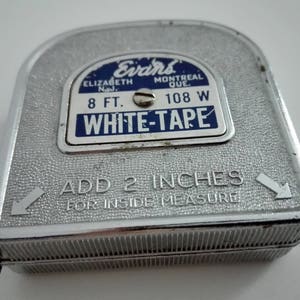 Evans
ELIZABETH MONTREAL
N.J. QUE.
8 FT. 108 W
WHITE-TAPE
ADD 2 INCHES
FOR INSIDE MEASURE